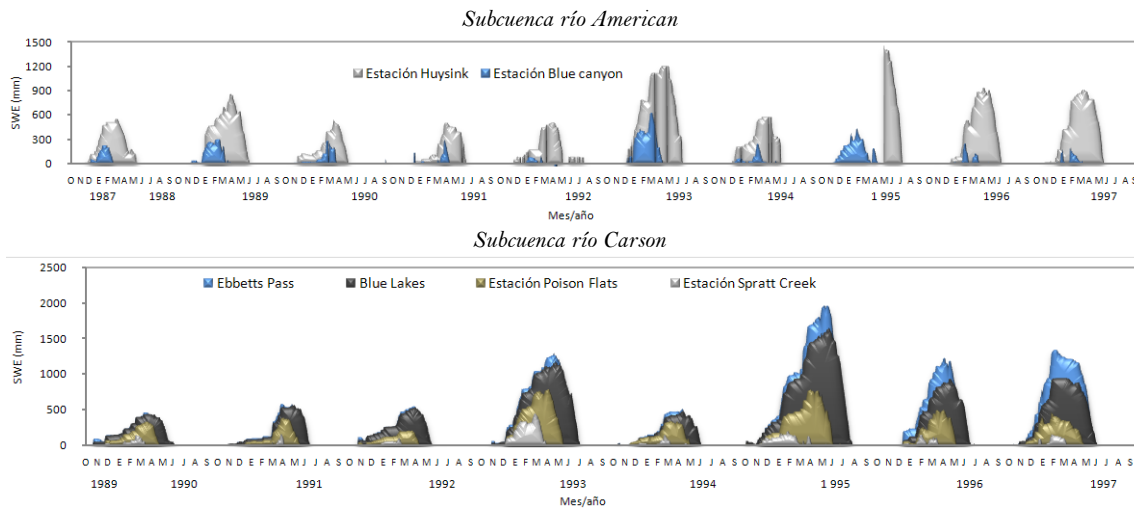 Subcuenca río American
1500
1200
900
600
300
0
SWE (mm)
Estación Huysink
Estación Blue canyon
O N D E F M A M J J A S O N D E F M A M J J A S O N D E F M A M J J A S O N D E F M A M J J A S O N D E F M A M J J A S O N D E F M A M J J A S O N D E F M A M J J A S O N D E F M A M J J A S O N D E F M A M J J A S O N D E F M A M J J A S
1987 1988 1989 1990 1991 1992 1993 1994 1 995 1996 1997
Mes/año
Subcuenca río Carson
2500
2000
1500
1000
500
0
SWE (mm)
Ebbetts Pass
Blue Lakes
Estación Poison Flats
Estación Spratt Creek
O N D E F M A M J J A S O N D E F M A M J J A S O N D E F M A M J J A S O N D E F M A M J J A S O N D E F M A M J J A S O N D E F M A M J J A S O N D E F M A M J J A S O N D E F M A M J J A S
1989 1990 1991 1992 1993 1994 1 995 1996 1997
Mes/año